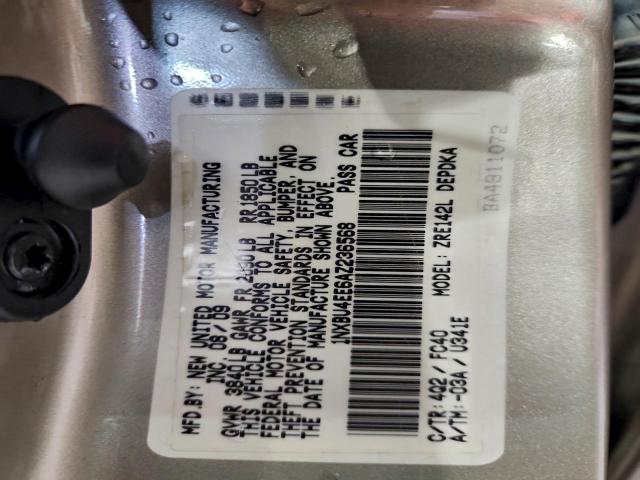 MFD BY: NEW UNITED MOTOR MANUFACTURING
INC. 08/09
GVWR 3840LB GAWR FR 2130LB RR 1850LB
THIS VEHICLE CONFORMS TO ALL APPLICABLE
FEDERAL MOTOR VEHICLE SAFETY, BUMPER, AND
THEFT PREVENTION STANDARDS IN EFFECT ON
THE DATE OF MANUFACTURE SHOWN ABOVE.
1NXBU4EE6AZ236568 PASS CAR
C/TR: 4Q2 / FC40 MODEL: ZRE142L DEPDKA
A/TM: -03A / U341E
BA4811072